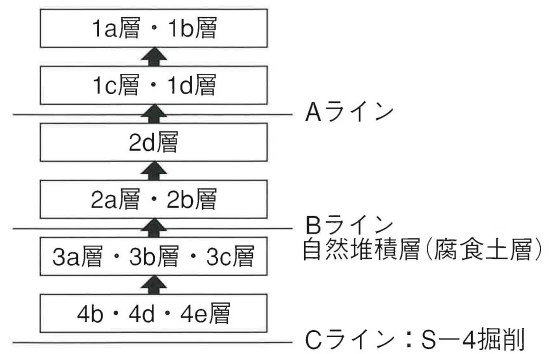 1a層・1b層
1c層・1d層
Aライン
2d層
2a層・2b層
Bライン
自然堆積層(腐食土層)
3a層・3b層・3c層
4b・4d・4e層
Cライン：S－4掘削